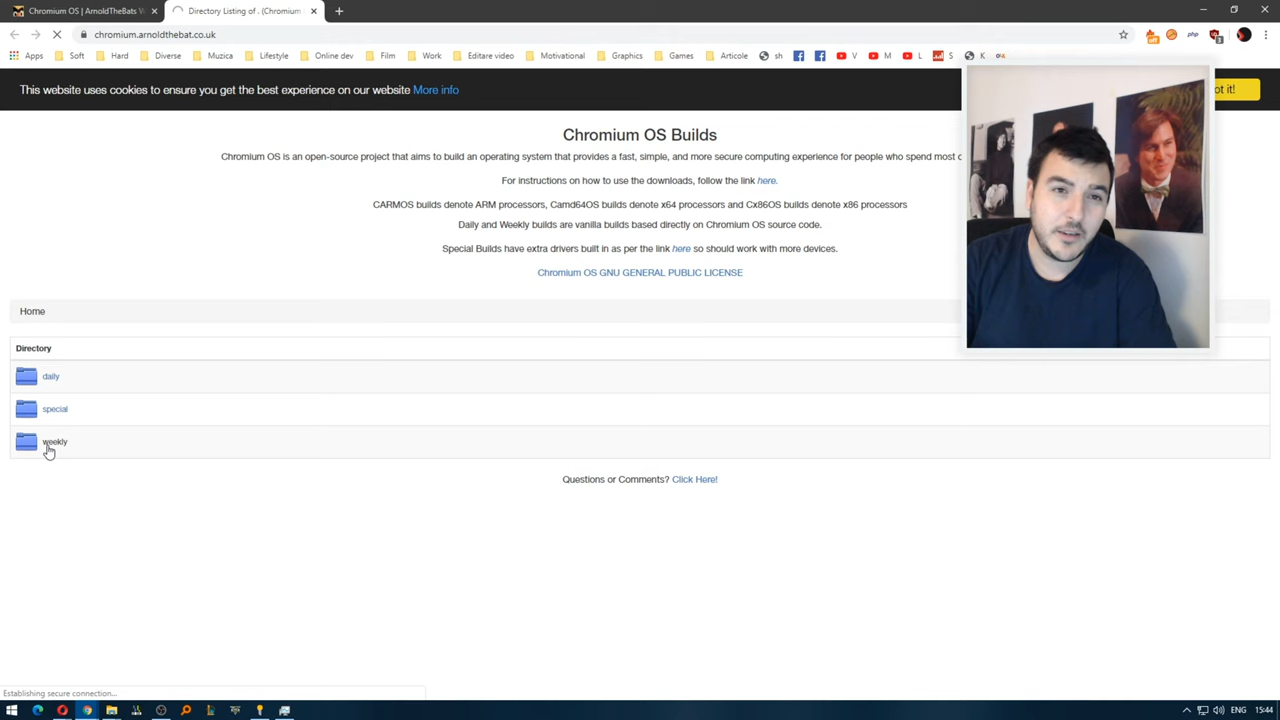 Chromium OS | ArnoldTheBats W
Directory Listing of . (Chromium
chromium.arnoldthebat.co.uk
Apps Soft Hard Diverse Muzica Lifestyle Online dev Film Work Editare video Motivational Graphics Games Articole sh V M L S K
This website uses cookies to ensure you get the best experience on our website More info
ot it!
Chromium OS Builds
Chromium OS is an open-source project that aims to build an operating system that provides a fast, simple, and more secure computing experience for people who spend most o
For instructions on how to use the downloads, follow the link here.
CARMOS builds denote ARM processors, Camd64OS builds denote x64 processors and Cx86OS builds denote x86 processors
Daily and Weekly builds are vanilla builds based directly on Chromium OS source code.
Special Builds have extra drivers built in as per the link here so should work with more devices.
Chromium OS GNU GENERAL PUBLIC LICENSE
Home
Directory
daily
special
weekly
Questions or Comments? Click Here!
Establishing secure connection...
ENG 15:44